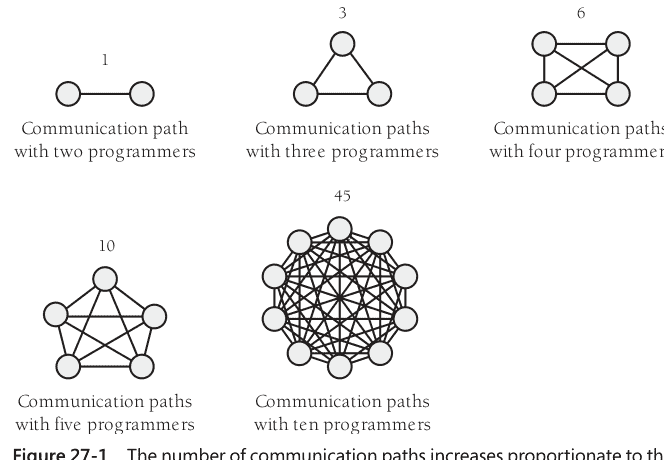 1
Communication path
with two programmers
3
Communication paths
with three programmers
6
Communication paths
with four programmer
10
Communication paths
with five programmers
45
Communication paths
with ten programmers
Figure 27-1 The number of communication paths increases proportionate to th